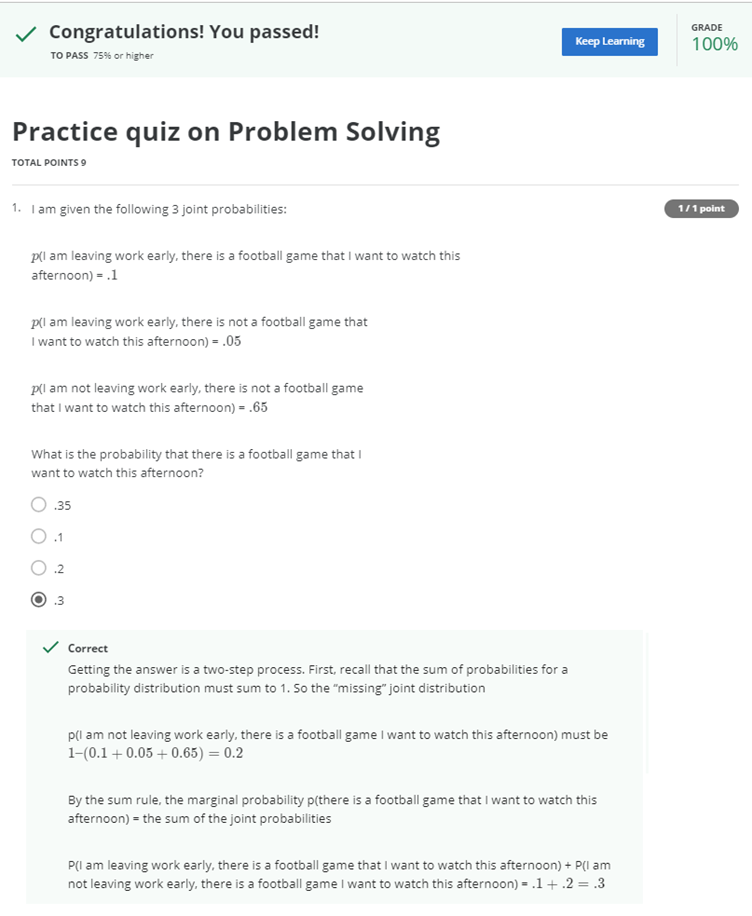 Congratulations! You passed!
TO PASS 75% or higher
Keep Learning
GRADE
100%
Practice quiz on Problem Solving
TOTAL POINTS 9
1. I am given the following 3 joint probabilities:
1 / 1 point
p(I am leaving work early, there is a football game that I want to watch this
afternoon) = .1
p(I am leaving work early, there is not a football game that
I want to watch this afternoon) = .05
p(I am not leaving work early, there is not a football game
that I want to watch this afternoon) = .65
What is the probability that there is a football game that I
want to watch this afternoon?
.35
.1
.2
.3
Correct
Getting the answer is a two-step process. First, recall that the sum of probabilities for a
probability distribution must sum to 1. So the “missing” joint distribution
p(I am not leaving work early, there is a football game I want to watch this afternoon) must be
1−(0.1 + 0.05 + 0.65) = 0.2
By the sum rule, the marginal probability p(there is a football game that I want to watch this
afternoon) = the sum of the joint probabilities
P(I am leaving work early, there is a football game that I want to watch this afternoon) + P(I am
not leaving work early, there is a football game I want to watch this afternoon) = .1 + .2 = .3